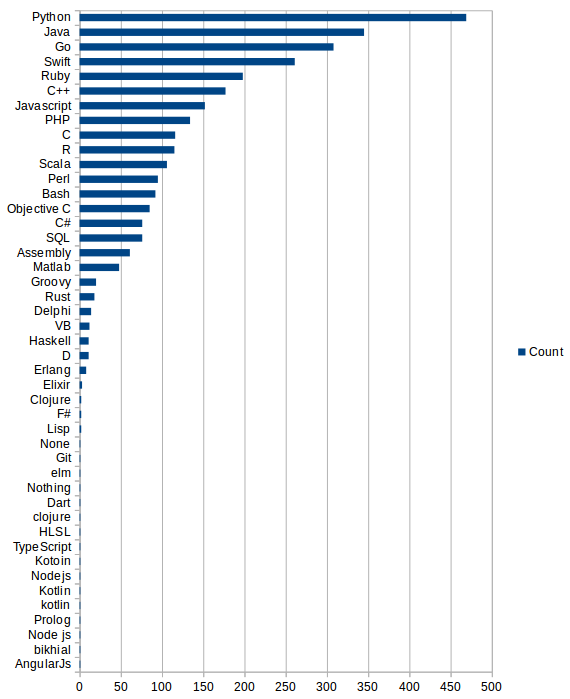 Python
Java
Go
Swift
Ruby
C++
Javascript
PHP
C
R
Scala
Perl
Bash
Objective C
C#
SQL
Assembly
Matlab
Groovy
Rust
Delphi
VB
Haskell
D
Erlang
Elixir
Clojure
F#
Lisp
None
Git
elm
Nothing
Dart
clojure
HLSL
TypeScript
Kotoin
Nodejs
Kotlin
kotlin
Prolog
Node js
bikhial
AngularJs
0 50 100 150 200 250 300 350 400 450 500
Count